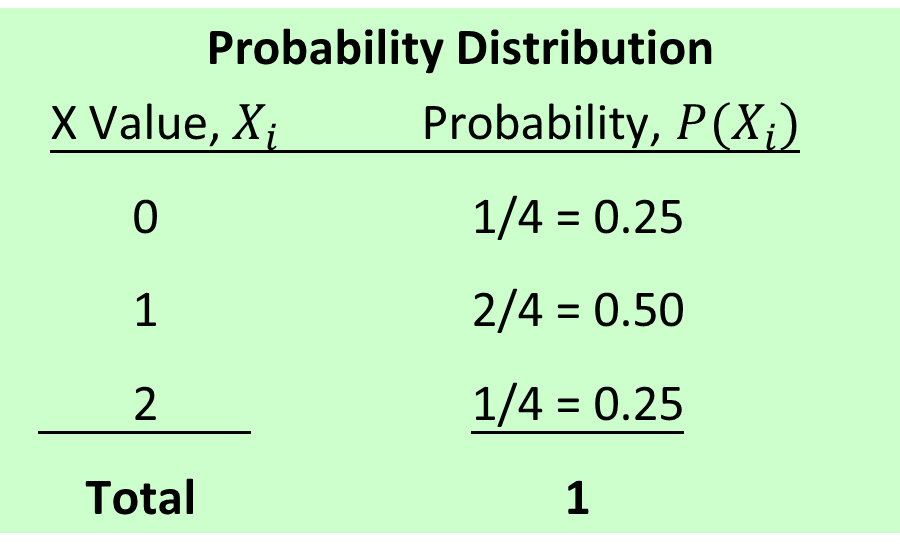 Probability Distribution
X Value, Xᵢ Probability, P(Xᵢ)
0 1/4 = 0.25
1 2/4 = 0.50
2 1/4 = 0.25
Total 1